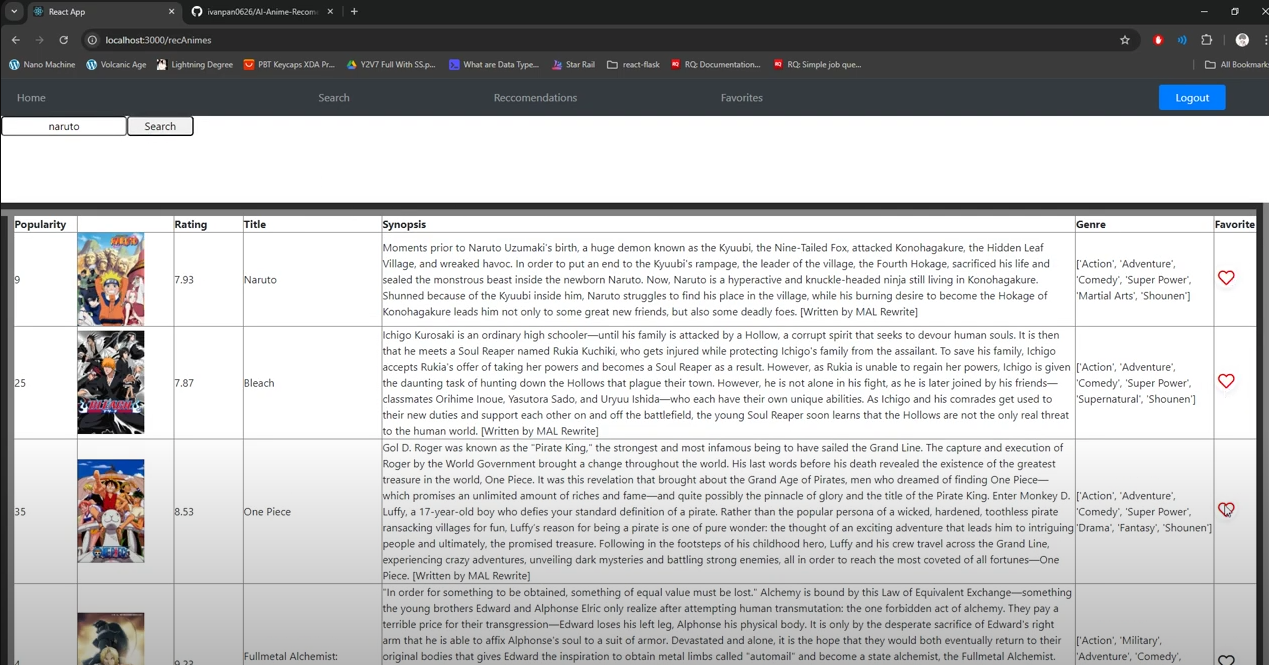 React App
ivanpan0626/AI-Anime-Recom
localhost:3000/recAnimes
Nano Machine
Volcanic Age
Lightning Degree
PBT Keycaps XDA Pr...
Y2V7 Full With SS.p...
What are Data Type...
Star Rail
react-flask
RQ: Documentation...
RQ: Simple job que...
All Bookmarks
Home
Search
Reccomendations
Favorites
Logout
naruto
Search
Popularity
Rating
Title
Synopsis
Genre
Favorite
9
7.93
Naruto
Moments prior to Naruto Uzumaki's birth, a huge demon known as the Kyuubi, the Nine-Tailed Fox, attacked Konohagakure, the Hidden Leaf
Village, and wreaked havoc. In order to put an end to the Kyuubi's rampage, the leader of the village, the Fourth Hokage, sacrificed his life and
sealed the monstrous beast inside the newborn Naruto. Now, Naruto is a hyperactive and knuckle-headed ninja still living in Konohagakure.
Shunned because of the Kyuubi inside him, Naruto struggles to find his place in the village, while his burning desire to become the Hokage of
Konohagakure leads him not only to some great new friends, but also some deadly foes. [Written by MAL Rewrite]
['Action', 'Adventure',
'Comedy', 'Super Power',
'Martial Arts', 'Shounen']
25
BLEACH
7.87
Bleach
Ichigo Kurosaki is an ordinary high schooler—until his family is attacked by a Hollow, a corrupt spirit that seeks to devour human souls. It is then
that he meets a Soul Reaper named Rukia Kuchiki, who gets injured while protecting Ichigo's family from the assailant. To save his family, Ichigo
accepts Rukia's offer of taking her powers and becomes a Soul Reaper as a result. However, as Rukia is unable to regain her powers, Ichigo is given
the daunting task of hunting down the Hollows that plague their town. However, he is not alone in his fight, as he is later joined by his friends—
classmates Orihime Inoue, Yasutora Sado, and Uryuu Ishida—who each have their own unique abilities. As Ichigo and his comrades get used to
their new duties and support each other on and off the battlefield, the young Soul Reaper soon learns that the Hollows are not the only real threat
to the human world. [Written by MAL Rewrite]
['Action', 'Adventure',
'Comedy', 'Super Power',
'Supernatural', 'Shounen']
35
8.53
One Piece
Gol D. Roger was known as the "Pirate King," the strongest and most infamous being to have sailed the Grand Line. The capture and execution of
Roger by the World Government brought a change throughout the world. His last words before his death revealed the existence of the greatest
treasure in the world, One Piece. It was this revelation that brought about the Grand Age of Pirates, men who dreamed of finding One Piece—
which promises an unlimited amount of riches and fame—and quite possibly the pinnacle of glory and the title of the Pirate King. Enter Monkey D.
Luffy, a 17-year-old boy who defies your standard definition of a pirate. Rather than the popular persona of a wicked, hardened, toothless pirate
ransacking villages for fun, Luffy's reason for being a pirate is one of pure wonder: the thought of an exciting adventure that leads him to intriguing
people and ultimately, the promised treasure. Following in the footsteps of his childhood hero, Luffy and his crew travel across the Grand Line,
experiencing crazy adventures, unveiling dark mysteries and battling strong enemies, all in order to reach the most coveted of all fortunes—One
Piece. [Written by MAL Rewrite]
['Action', 'Adventure',
'Comedy', 'Super Power',
'Drama', 'Fantasy', 'Shounen']
4
9.23
Fullmetal Alchemist:
"In order for something to be obtained, something of equal value must be lost." Alchemy is bound by this Law of Equivalent Exchange—something
the young brothers Edward and Alphonse Elric only realize after attempting human transmutation: the one forbidden act of alchemy. They pay a
terrible price for their transgression—Edward loses his left leg, Alphonse his physical body. It is only by the desperate sacrifice of Edward's right
arm that he is able to affix Alphonse's soul to a suit of armor. Devastated and alone, it is the hope that they would both eventually return to their
original bodies that gives Edward the inspiration to obtain metal limbs called "automail" and become a state alchemist, the Fullmetal Alchemist.
['Action', 'Military',
'Adventure', 'Comedy',